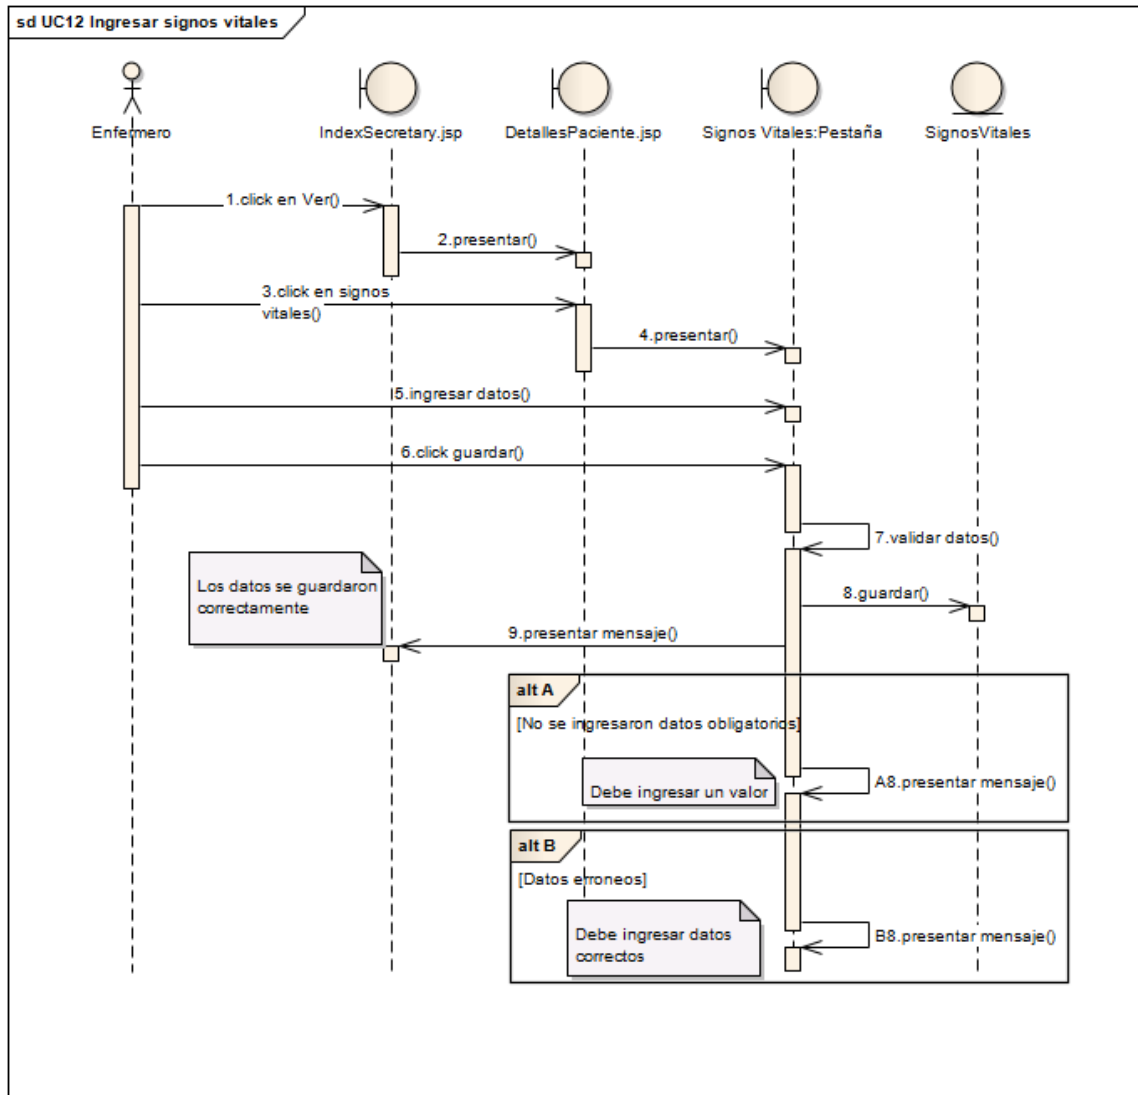 sd UC12 Ingresar signos vitales
Enfermero
IndexSecretary.jsp
DetallesPaciente.jsp
Signos Vitales:Pestaña
SignosVitales
1.click en Ver()
2.presentar()
3.click en signos
vitales()
4.presentar()
5.ingresar datos()
6.click guardar()
7.validar datos()
Los datos se guardaron
correctamente
8.guardar()
9.presentar mensaje()
alt A
[No se ingresaron datos obligatorios]
Debe ingresar un valor
A8.presentar mensaje()
alt B
[Datos erroneos]
Debe ingresar datos
correctos
B8.presentar mensaje()